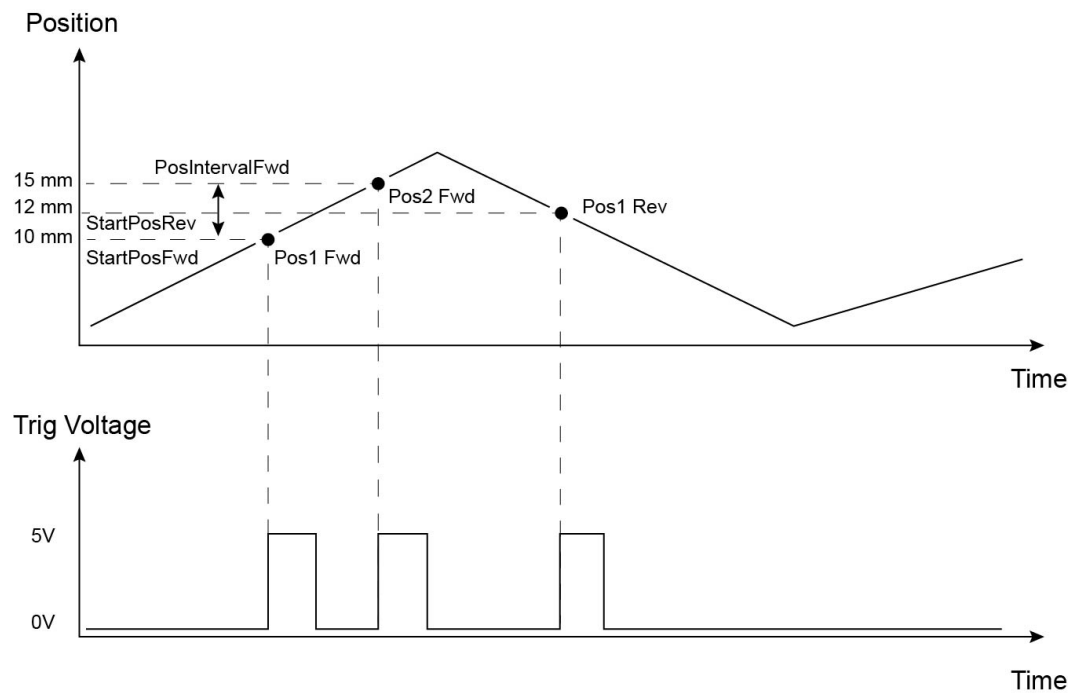 Position
PosIntervalFwd
15 mm
Pos2 Fwd
12 mm
Pos1 Rev
StartPosRev
10 mm
StartPosFwd
Pos1 Fwd
Time
Trig Voltage
5V
0V
Time